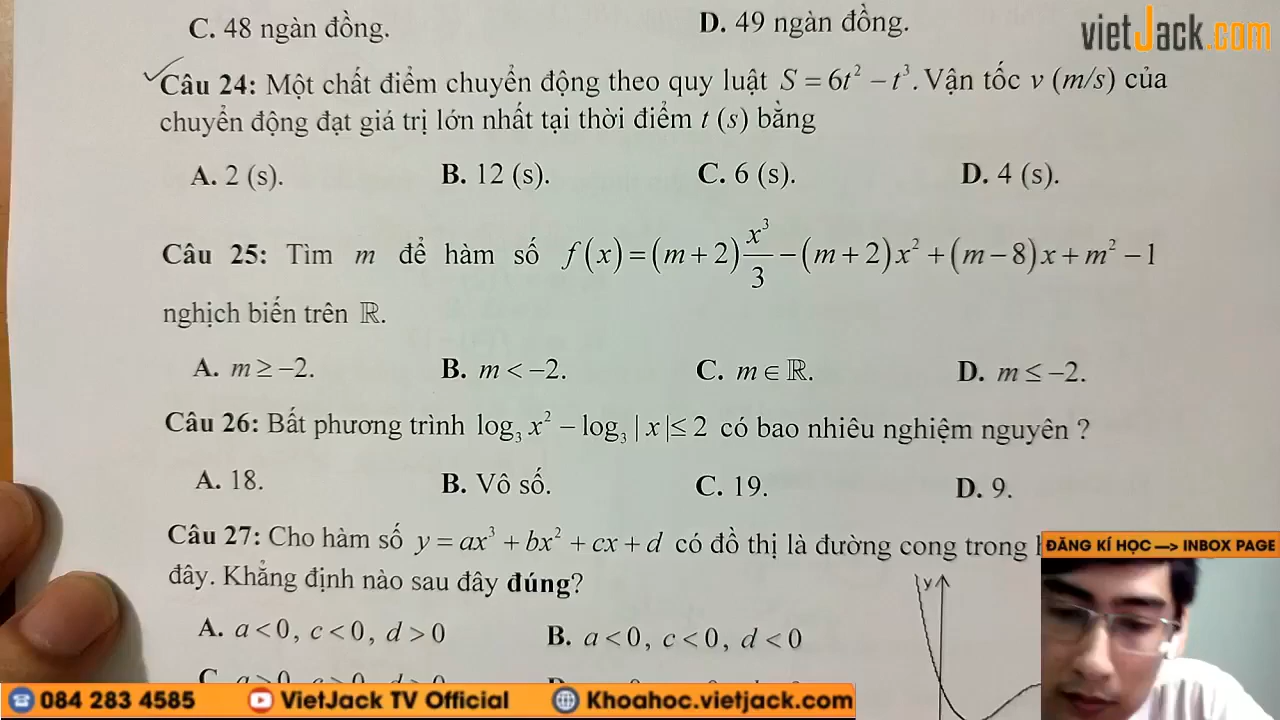 C. 48 ngàn đồng. D. 49 ngàn đồng.
vietJack.com
Câu 24: Một chất điểm chuyển động theo quy luật S = 6t² − t³. Vận tốc v (m/s) của
chuyển động đạt giá trị lớn nhất tại thời điểm t (s) bằng
A. 2 (s). B. 12 (s). C. 6 (s). D. 4 (s).
Câu 25: Tìm m để hàm số f(x) = (m + 2) x³/3 − (m + 2)x² + (m − 8)x + m² − 1
nghịch biến trên ℝ.
A. m ≥ −2. B. m < −2. C. m ∈ ℝ. D. m ≤ −2.
Câu 26: Bất phương trình log₃ x² − log₃ |x| ≤ 2 có bao nhiêu nghiệm nguyên ?
A. 18. B. Vô số. C. 19. D. 9.
Câu 27: Cho hàm số y = ax³ + bx² + cx + d có đồ thị là đường cong trong
đây. Khẳng định nào sau đây đúng?
y
A. a < 0, c < 0, d > 0 B. a < 0, c < 0, d < 0
ĐĂNG KÍ HỌC —> INBOX PAGE
084 283 4585 VietJack TV Official Khoahoc.vietjack.com